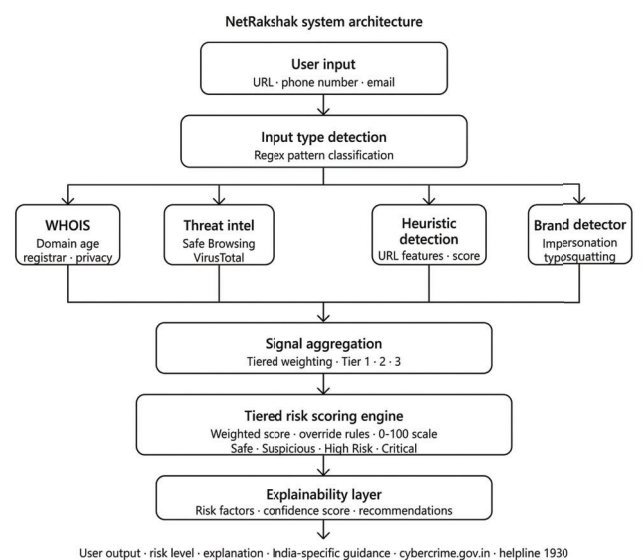 NetRakshak system architecture
User input
URL · phone number · email
Input type detection
Regex pattern classification
WHOIS
Domain age
registrar · privacy
Threat intel
Safe Browsing
VirusTotal
Heuristic
detection
URL features · score
Brand detector
Impersonation
typosquatting
Signal aggregation
Tiered weighting · Tier 1 · 2 · 3
Tiered risk scoring engine
Weighted score · override rules · 0-100 scale
Safe · Suspicious · High Risk · Critical
Explainability layer
Risk factors · confidence score · recommendations
User output · risk level · explanation · India-specific guidance · cybercrime.gov.in · helpline 1930